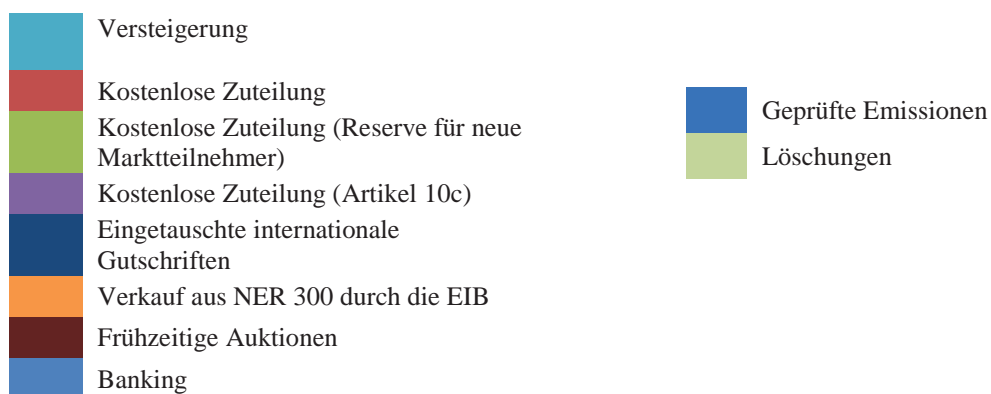 Versteigerung
Kostenlose Zuteilung
Kostenlose Zuteilung (Reserve für neue
Marktteilnehmer)
Kostenlose Zuteilung (Artikel 10c)
Eingetauschte internationale
Gutschriften
Verkauf aus NER 300 durch die EIB
Frühzeitige Auktionen
Banking
Geprüfte Emissionen
Löschungen